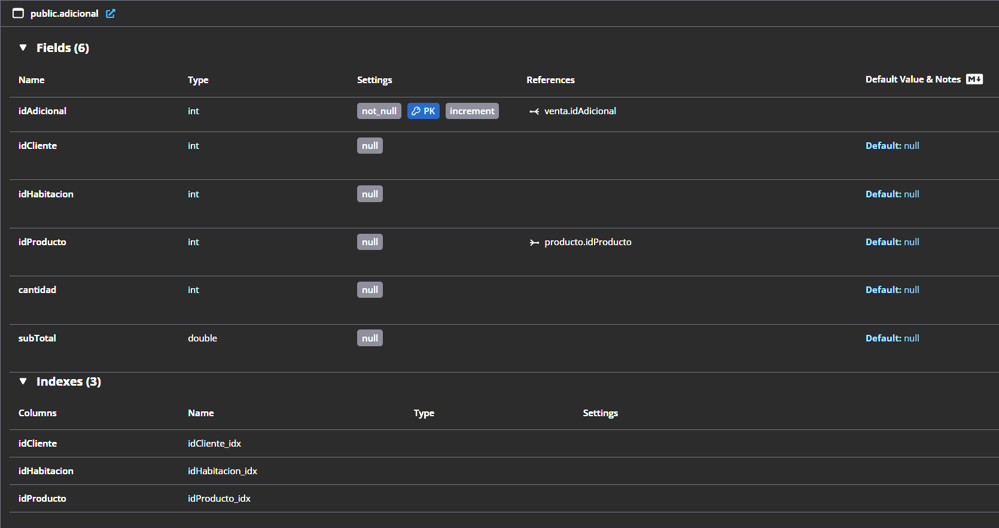 public.adicional
Fields (6)
Name Type Settings References Default Value & Notes M↓
idAdicional int not_null PK increment venta.idAdicional
idCliente int null Default: null
idHabitacion int null Default: null
idProducto int null producto.idProducto Default: null
cantidad int null Default: null
subTotal double null Default: null
Indexes (3)
Columns Name Type Settings
idCliente idCliente_idx
idHabitacion idHabitacion_idx
idProducto idProducto_idx